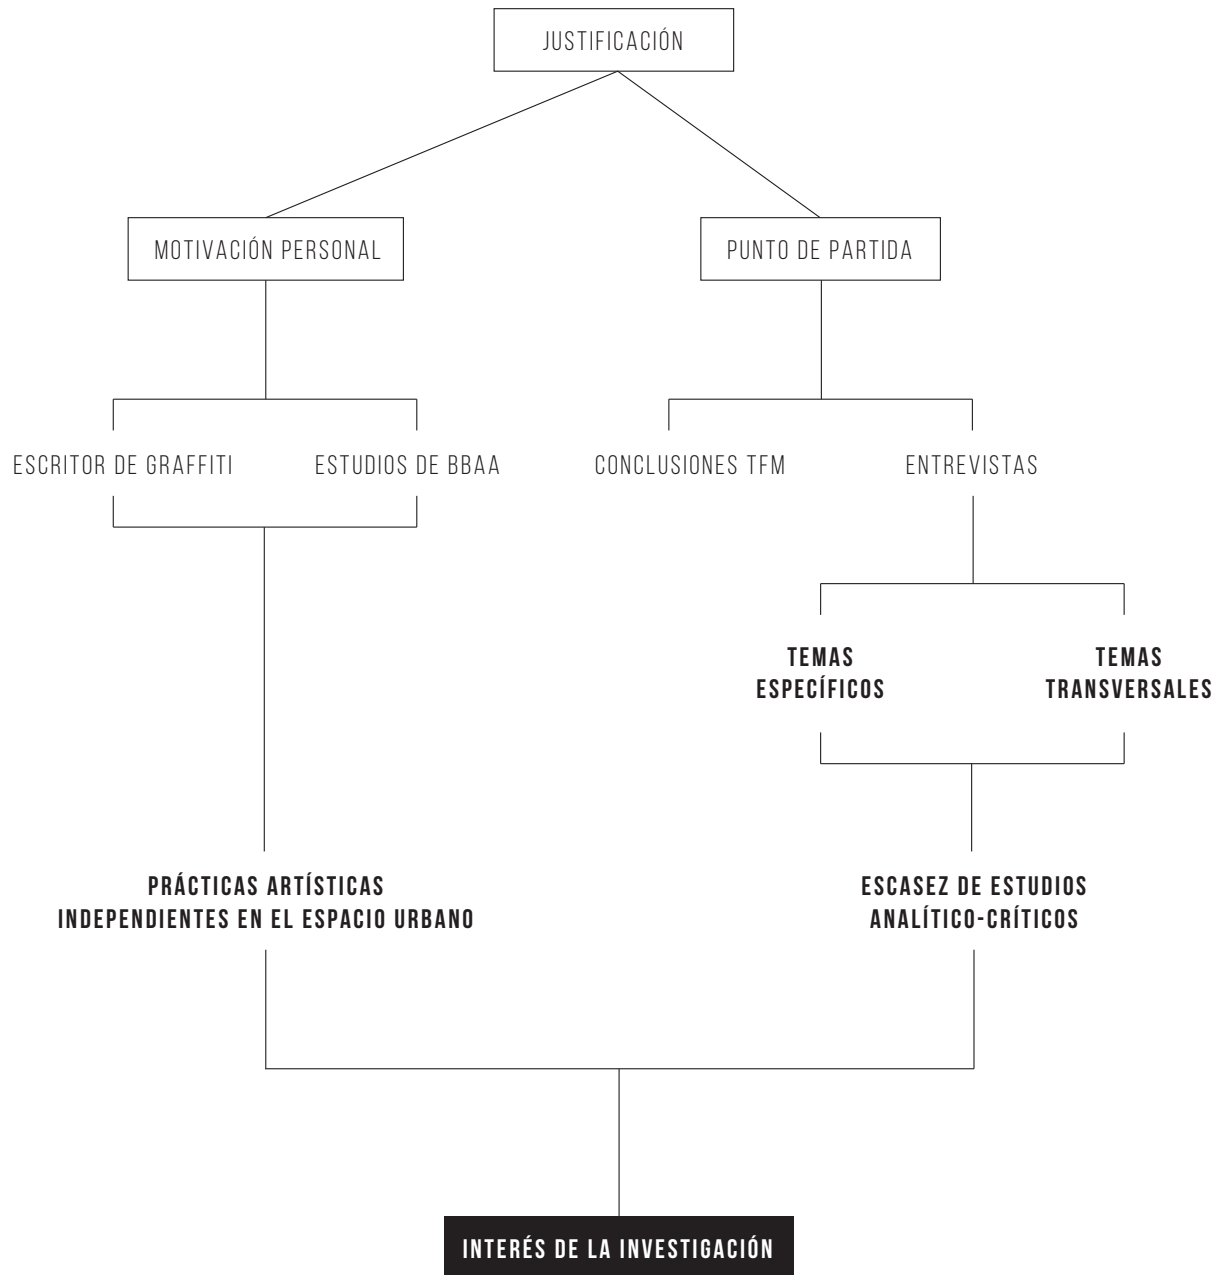 JUSTIFICACIÓN
MOTIVACIÓN PERSONAL
PUNTO DE PARTIDA
ESCRITOR DE GRAFFITI
ESTUDIOS DE BBAA
CONCLUSIONES TFM
ENTREVISTAS
TEMAS
ESPECÍFICOS
TEMAS
TRANSVERSALES
PRÁCTICAS ARTÍSTICAS
INDEPENDIENTES EN EL ESPACIO URBANO
ESCASEZ DE ESTUDIOS
ANALÍTICO-CRÍTICOS
INTERÉS DE LA INVESTIGACIÓN